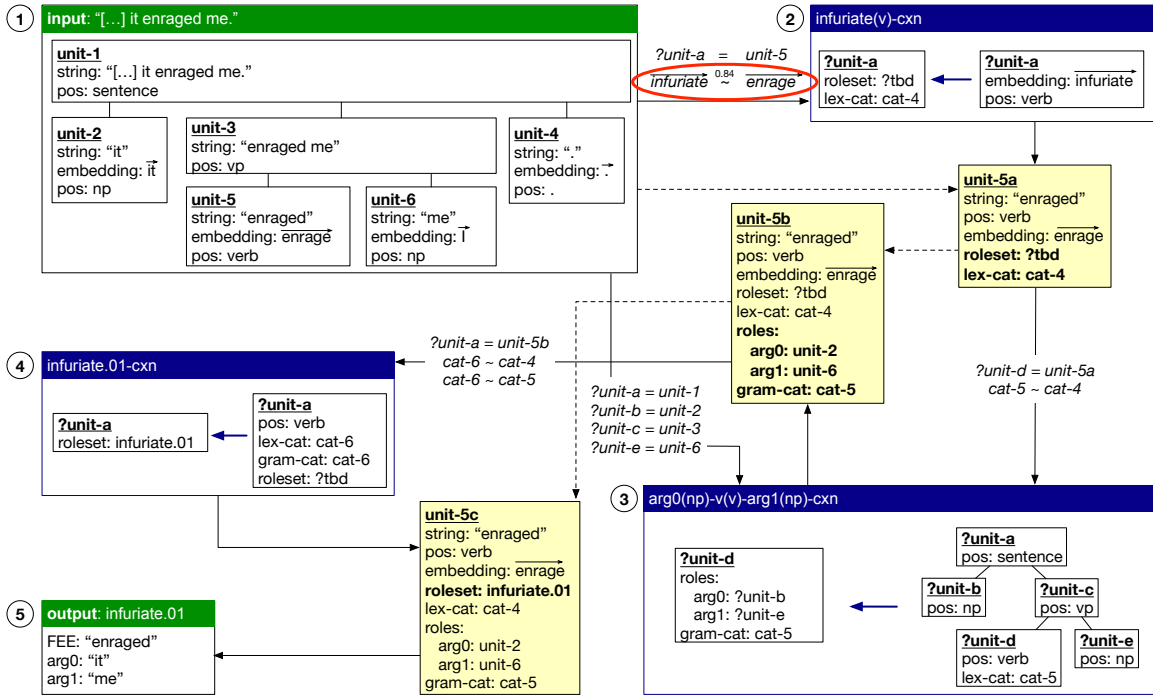 1
input: “[…] it enraged me.”
unit-1
string: “[…] it enraged me.”
pos: sentence
unit-2
string: “it”
embedding: it
pos: np
unit-3
string: “enraged me”
pos: vp
unit-4
string: “.”
embedding: .
pos: .
unit-5
string: “enraged”
embedding: enrage
pos: verb
unit-6
string: “me”
embedding: I
pos: np
?unit-a = unit-5
infuriate 0.84 ~ enrage
2
infuriate(v)-cxn
?unit-a
roleset: ?tbd
lex-cat: cat-4
?unit-a
embedding: infuriate
pos: verb
unit-5a
string: “enraged”
pos: verb
embedding: enrage
roleset: ?tbd
lex-cat: cat-4
unit-5b
string: “enraged”
pos: verb
embedding: enrage
roleset: ?tbd
lex-cat: cat-4
roles:
arg0: unit-2
arg1: unit-6
gram-cat: cat-5
?unit-d = unit-5a
cat-5 ~ cat-4
?unit-a = unit-1
?unit-b = unit-2
?unit-c = unit-3
?unit-e = unit-6
3
arg0(np)-v(v)-arg1(np)-cxn
?unit-d
roles:
arg0: ?unit-b
arg1: ?unit-e
gram-cat: cat-5
?unit-a
pos: sentence
?unit-b
pos: np
?unit-c
pos: vp
?unit-d
pos: verb
lex-cat: cat-5
?unit-e
pos: np
?unit-a = unit-5b
cat-6 ~ cat-4
cat-6 ~ cat-5
4
infuriate.01-cxn
?unit-a
roleset: infuriate.01
?unit-a
pos: verb
lex-cat: cat-6
gram-cat: cat-6
roleset: ?tbd
unit-5c
string: “enraged”
pos: verb
embedding: enrage
roleset: infuriate.01
lex-cat: cat-4
roles:
arg0: unit-2
arg1: unit-6
gram-cat: cat-5
5
output: infuriate.01
FEE: “enraged”
arg0: “it”
arg1: “me”